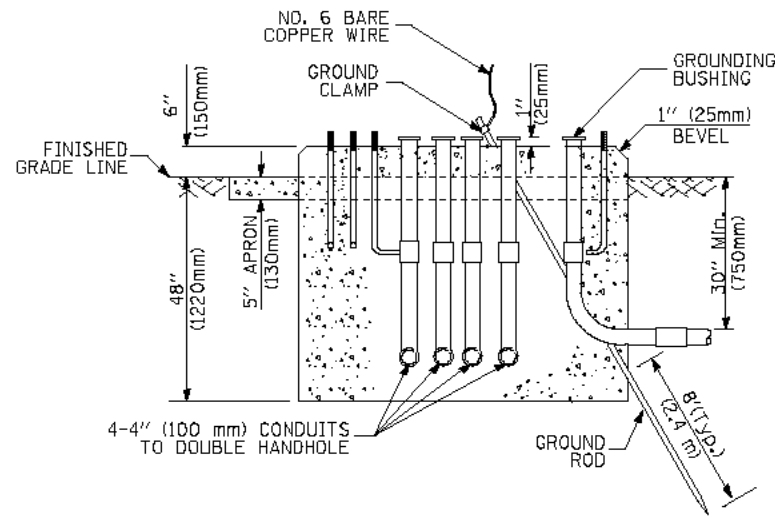 NO. 6 BARE
COPPER WIRE
GROUND
CLAMP
1"
(25mm)
GROUNDING
BUSHING
6"
(150mm)
1" (25mm)
BEVEL
FINISHED
GRADE LINE
48"
(1220mm)
5" APRON
(130mm)
30" Min.
(750mm)
4-4" (100 mm) CONDUITS
TO DOUBLE HANDHOLE
GROUND
ROD
8'(Typ.)
(2.4 m)